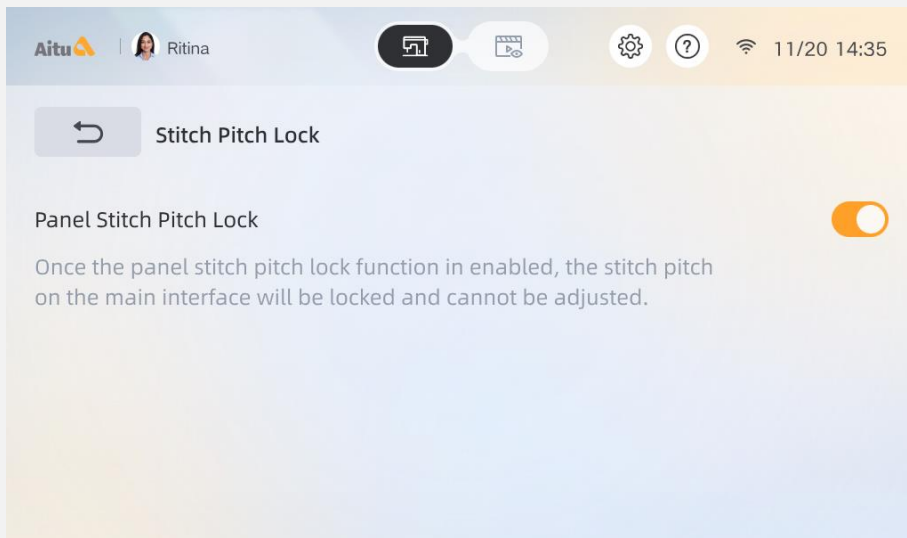 Aitu
Ritina
11/20 14:35
Stitch Pitch Lock
Panel Stitch Pitch Lock
Once the panel stitch pitch lock function in enabled, the stitch pitch
on the main interface will be locked and cannot be adjusted.